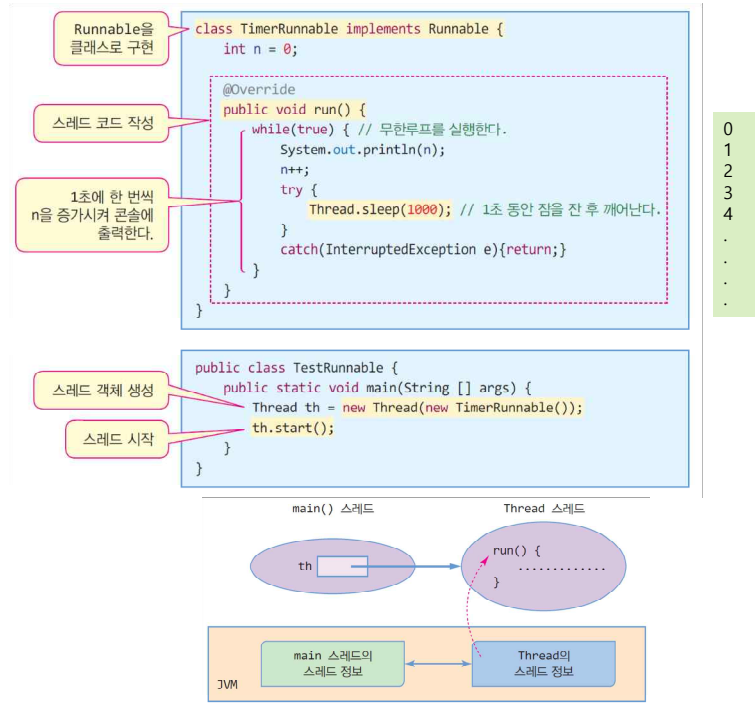 Runnable을
클래스로 구현
class TimerRunnable implements Runnable {
int n = 0;
@Override
스레드 코드 작성
public void run() {
while(true) { // 무한루프를 실행한다.
System.out.println(n);
n++;
1초에 한 번씩
n을 증가시켜 콘솔에
출력한다.
try {
Thread.sleep(1000); // 1초 동안 잠을 잔 후 깨어난다.
}
catch(InterruptedException e){return;}
}
}
}
0
1
2
3
4
.
.
.
.
public class TestRunnable {
public static void main(String [] args) {
스레드 객체 생성
Thread th = new Thread(new TimerRunnable());
스레드 시작
th.start();
}
}
main() 스레드
Thread 스레드
th
run() {
.............
}
main 스레드의
스레드 정보
Thread의
스레드 정보
JVM